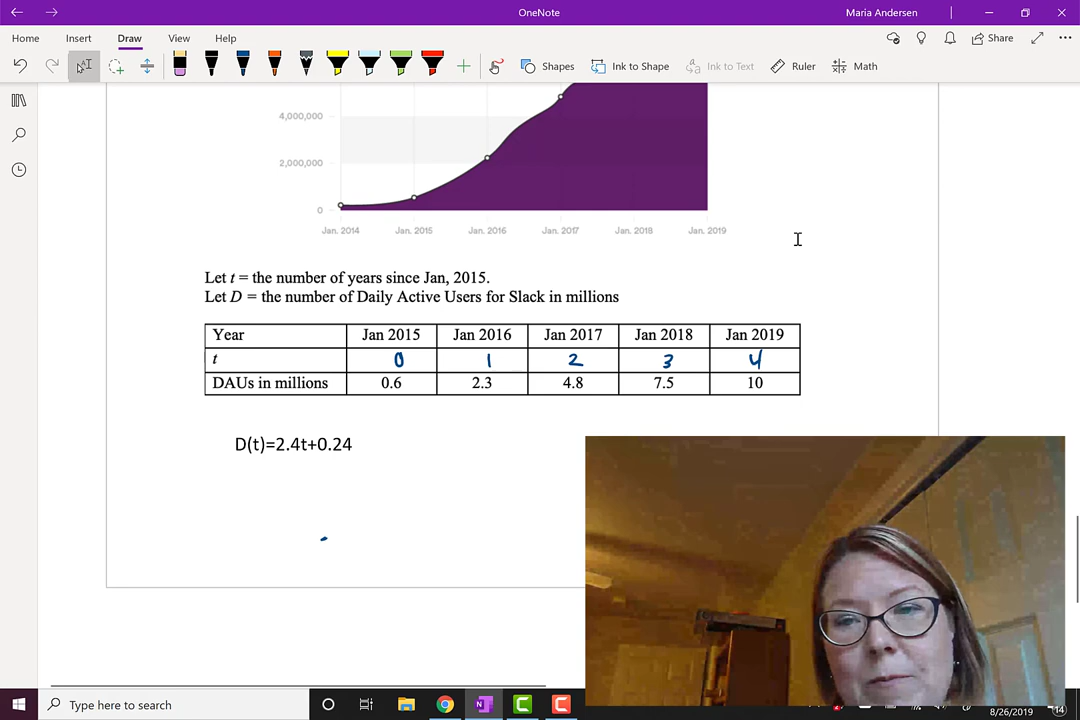 OneNote
Maria Andersen
Home Insert Draw View Help
Share
Shapes Ink to Shape Ink to Text Ruler Math
4,000,000
2,000,000
0
Jan. 2014 Jan. 2015 Jan. 2016 Jan. 2017 Jan. 2018 Jan. 2019
Let t = the number of years since Jan, 2015.
Let D = the number of Daily Active Users for Slack in millions
Year Jan 2015 Jan 2016 Jan 2017 Jan 2018 Jan 2019
t 0 1 2 3 4
DAUs in millions 0.6 2.3 4.8 7.5 10
D(t)=2.4t+0.24
Type here to search
8/26/2019
14